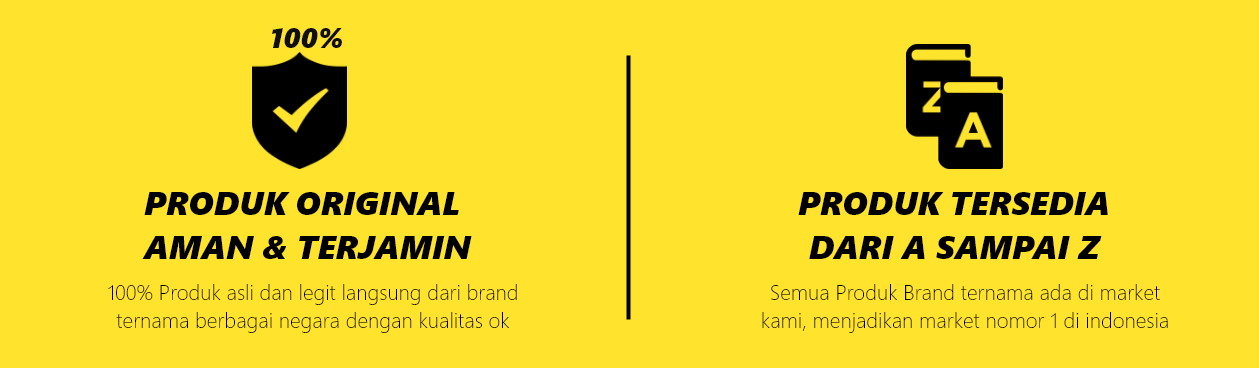 100%
PRODUK ORIGINAL
AMAN & TERJAMIN
100% Produk asli dan legit langsung dari brand
ternama berbagai negara dengan kualitas ok
Z
A
PRODUK TERSEDIA
DARI A SAMPAI Z
Semua Produk Brand ternama ada di market
kami, menjadikan market nomor 1 di indonesia